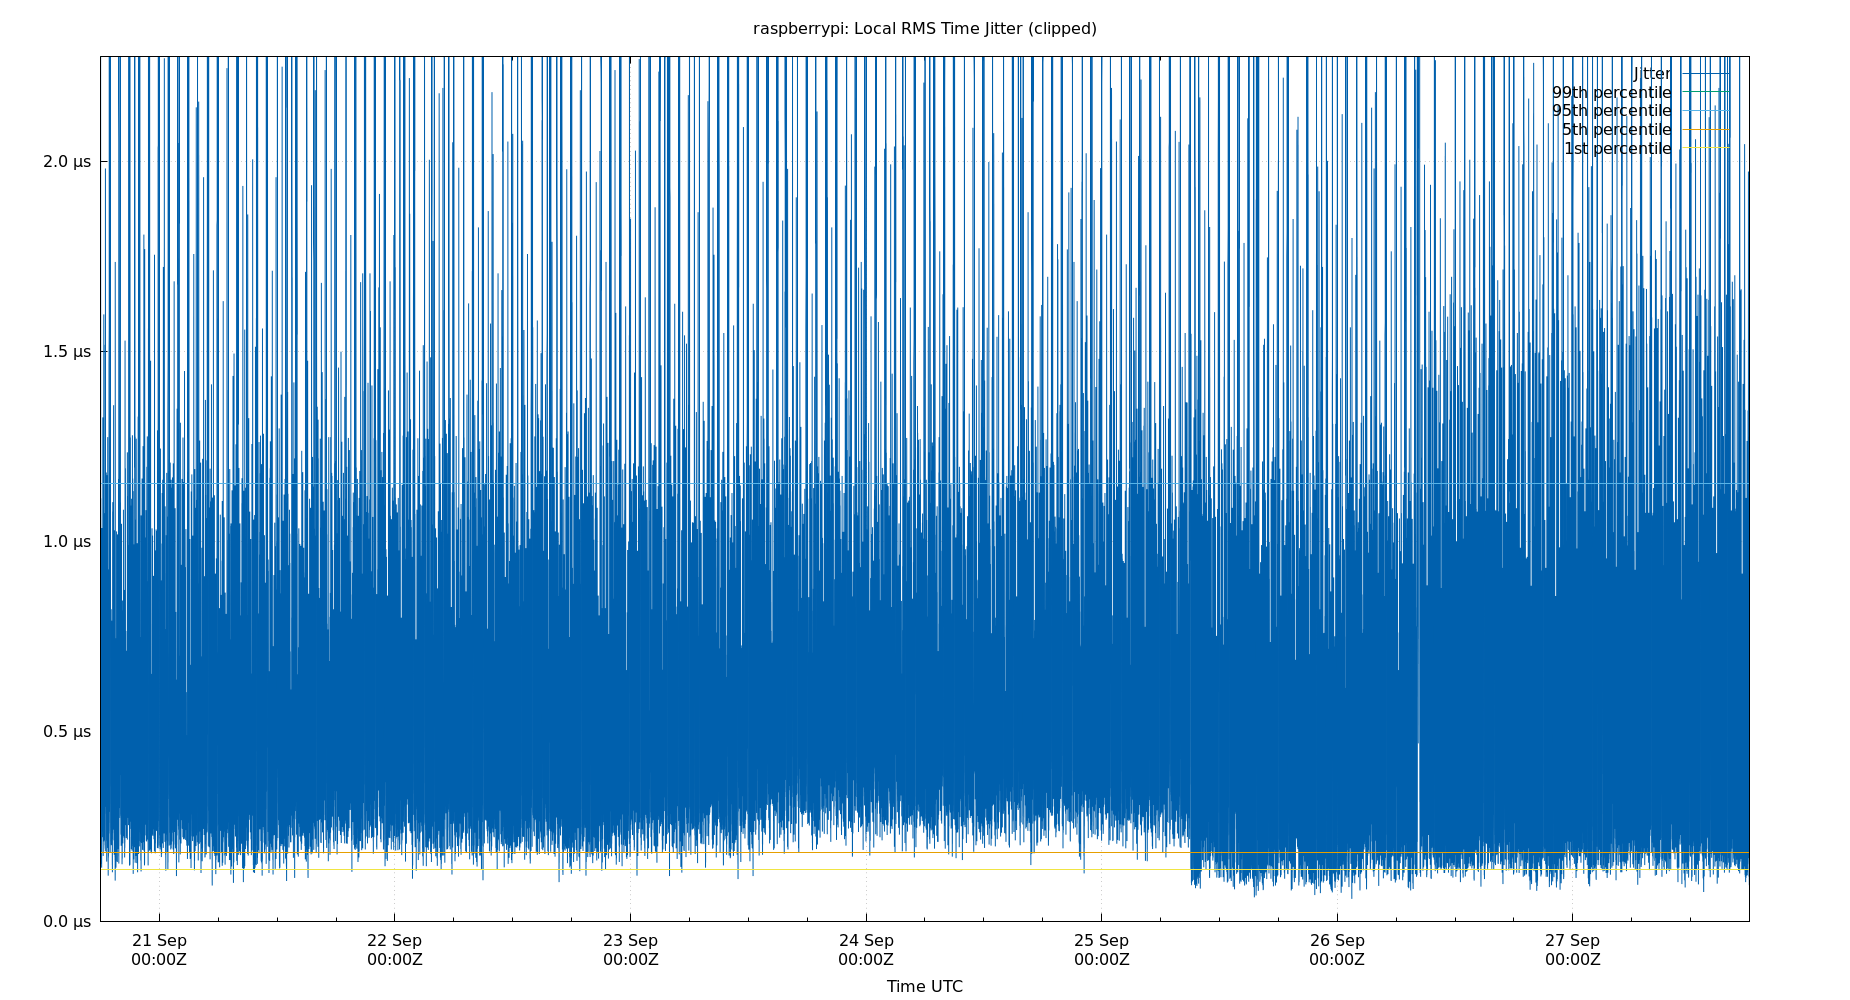 raspberrypi: Local RMS Time Jitter (clipped)
Jitter
99th percentile
95th percentile
5th percentile
1st percentile
2.0 µs
1.5 µs
1.0 µs
0.5 µs
0.0 µs
21 Sep 22 Sep 23 Sep 24 Sep 25 Sep 26 Sep 27 Sep
00:00Z 00:00Z 00:00Z 00:00Z 00:00Z 00:00Z 00:00Z
Time UTC